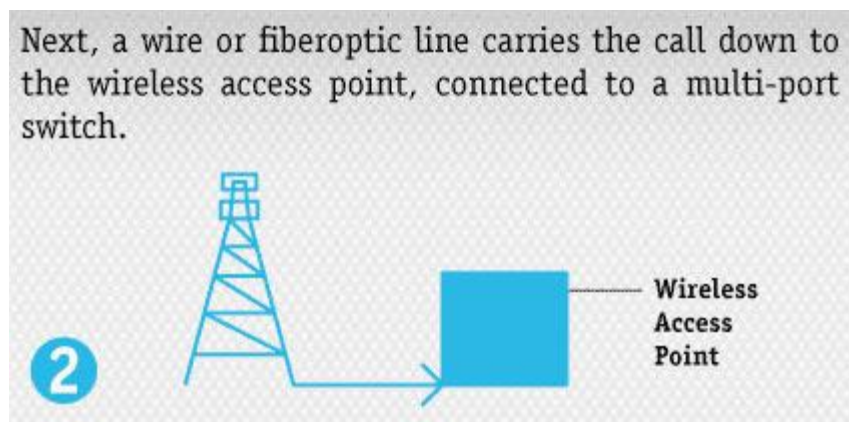 Next, a wire or fiberoptic line carries the call down to
the wireless access point, connected to a multi-port
switch.
Wireless
Access
Point
2